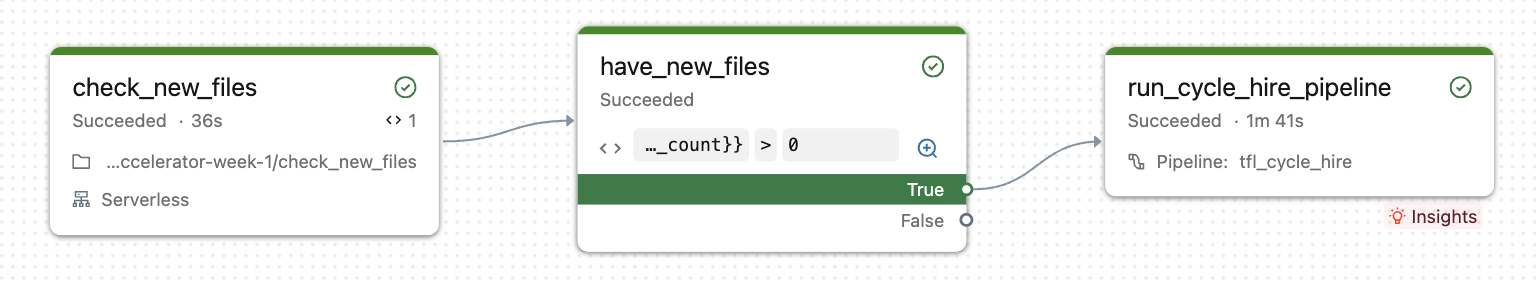 check_new_files
Succeeded · 36s
<> 1
...ccelerator-week-1/check_new_files
Serverless
have_new_files
Succeeded
<> …_count}} > 0
True
False
run_cycle_hire_pipeline
Succeeded · 1m 41s
Pipeline: tfl_cycle_hire
Insights